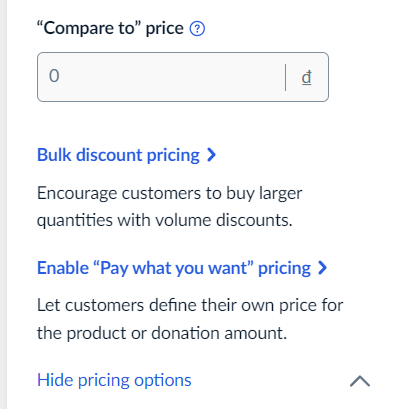 “Compare to” price ?
0 ₫
Bulk discount pricing
Encourage customers to buy larger
quantities with volume discounts.
Enable “Pay what you want” pricing
Let customers define their own price for
the product or donation amount.
Hide pricing options